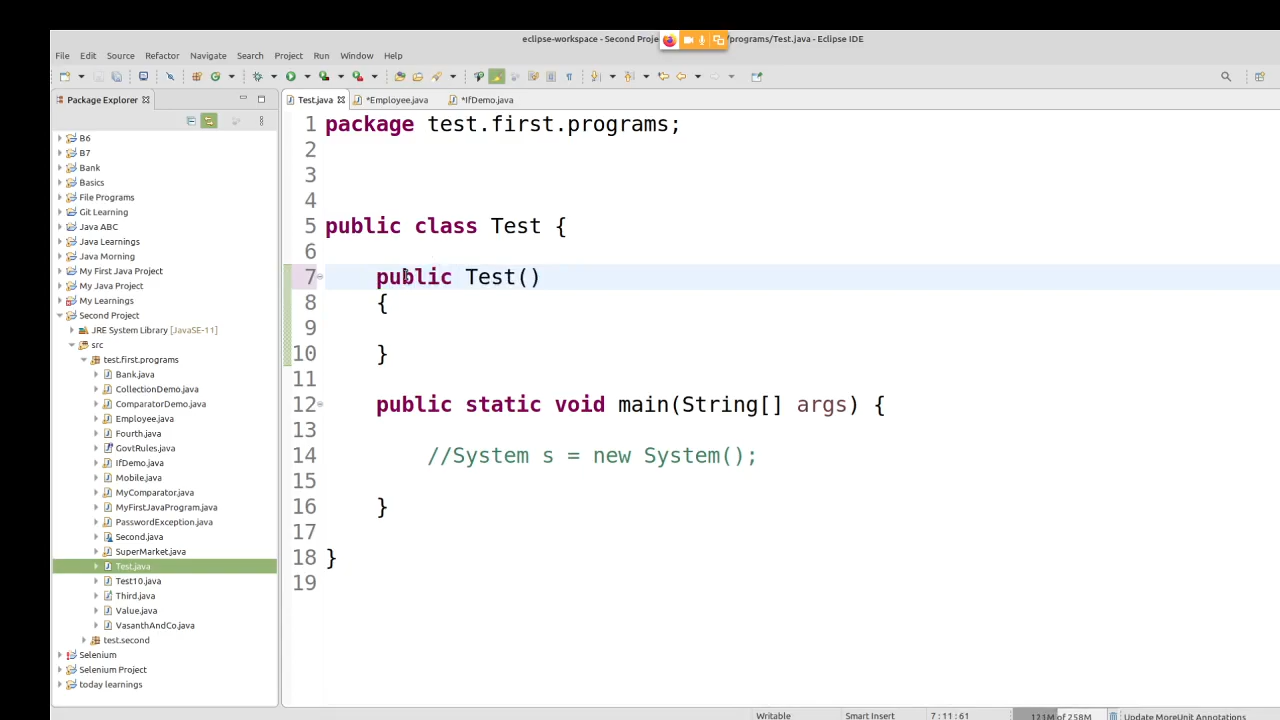 eclipse-workspace - Second Proje /programs/Test.java - Eclipse IDE
File Edit Source Refactor Navigate Search Project Run Window Help
Package Explorer
Test.java *Employee.java *IfDemo.java
B6
B7
Bank
Basics
File Programs
Git Learning
Java ABC
Java Learnings
Java Morning
My First Java Project
My Java Project
My Learnings
Second Project
JRE System Library [JavaSE-11]
src
test.first.programs
Bank.java
CollectionDemo.java
ComparatorDemo.java
Employee.java
Fourth.java
GovtRules.java
IfDemo.java
Mobile.java
MyComparator.java
MyFirstJavaProgram.java
PasswordException.java
Second.java
SuperMarket.java
Test.java
Test10.java
Third.java
Value.java
VasanthAndCo.java
test.second
Selenium
Selenium Project
today learnings
1 package test.first.programs;
2
3
4
5 public class Test {
6
7 public Test()
8 {
9
10 }
11
12 public static void main(String[] args) {
13
14 //System s = new System();
15
16 }
17
18 }
19
Writable Smart Insert 7 : 11 : 61 121M of 258M Update MoreUnit Annotations